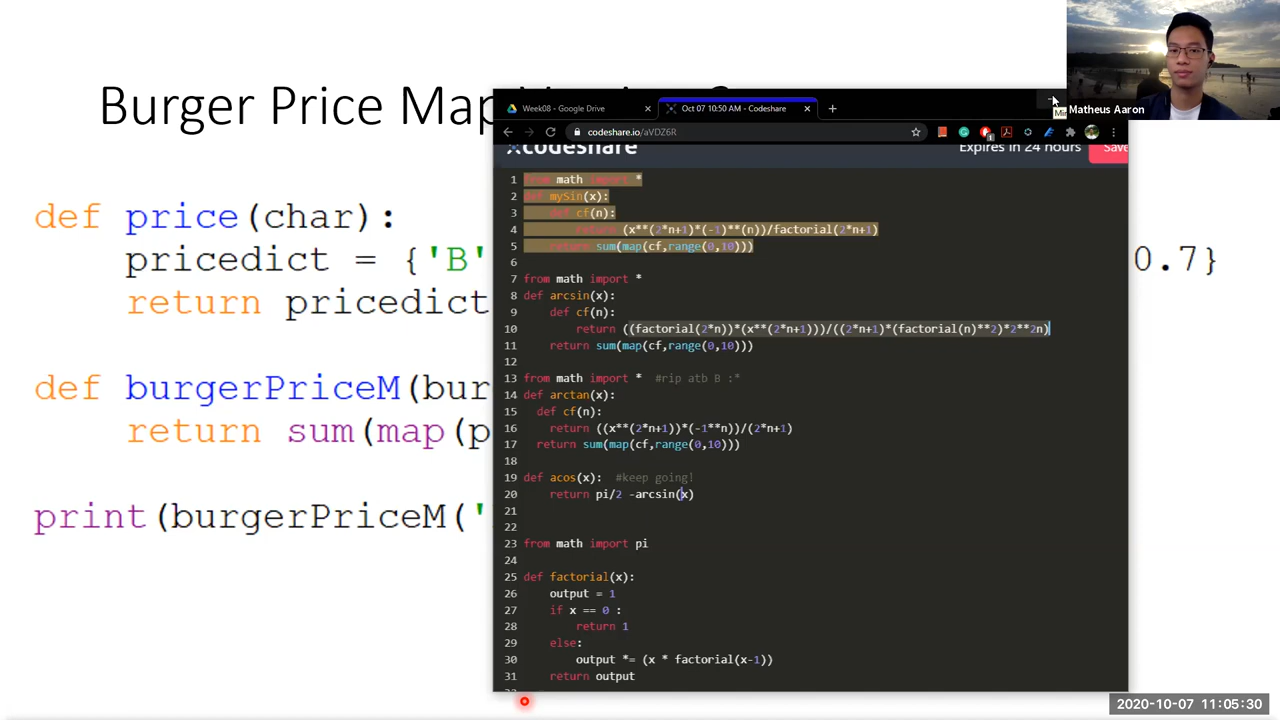 Burger Price Map
def price(char):
pricedict = {'B'
0.7}
return pricedict
def burgerPriceM(bur
return sum(map(p
print(burgerPriceM('
Matheus Aaron
Week08 - Google Drive
Oct 07 10:50 AM - Codeshare
codeshare.io/aVDZ6R
codeshare
Expires in 24 hours
Save
1 from math import *
2 def mySin(x):
3 def cf(n):
4 return (x**(2*n+1)*(-1)**(n))/factorial(2*n+1)
5 return sum(map(cf,range(0,10)))
6
7 from math import *
8 def arcsin(x):
9 def cf(n):
10 return ((factorial(2*n))*(x**(2*n+1)))/((2*n+1)*(factorial(n)**2)*2**2n)
11 return sum(map(cf,range(0,10)))
12
13 from math import * #rip atb B :*
14 def arctan(x):
15 def cf(n):
16 return ((x**(2*n+1))*(-1**n))/(2*n+1)
17 return sum(map(cf,range(0,10)))
18
19 def acos(x): #keep going!
20 return pi/2 -arcsin(x)
21
22
23 from math import pi
24
25 def factorial(x):
26 output = 1
27 if x == 0 :
28 return 1
29 else:
30 output *= (x * factorial(x-1))
31 return output
2020-10-07 11:05:30